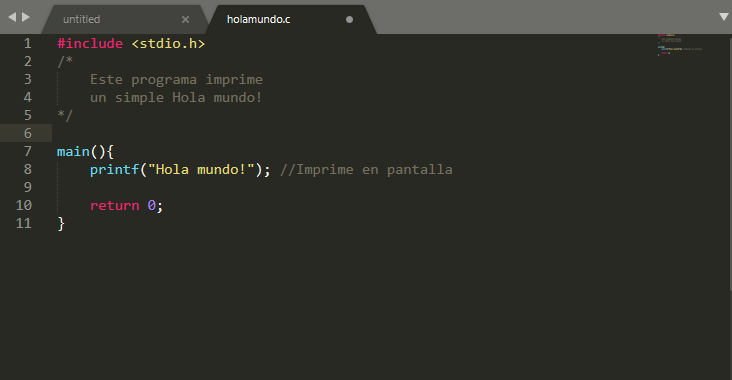 untitled holamundo.c
1 #include <stdio.h>
2 /*
3 Este programa imprime
4 un simple Hola mundo!
5 */
6
7 main(){
8 printf("Hola mundo!"); //Imprime en pantalla
9
10 return 0;
11 }